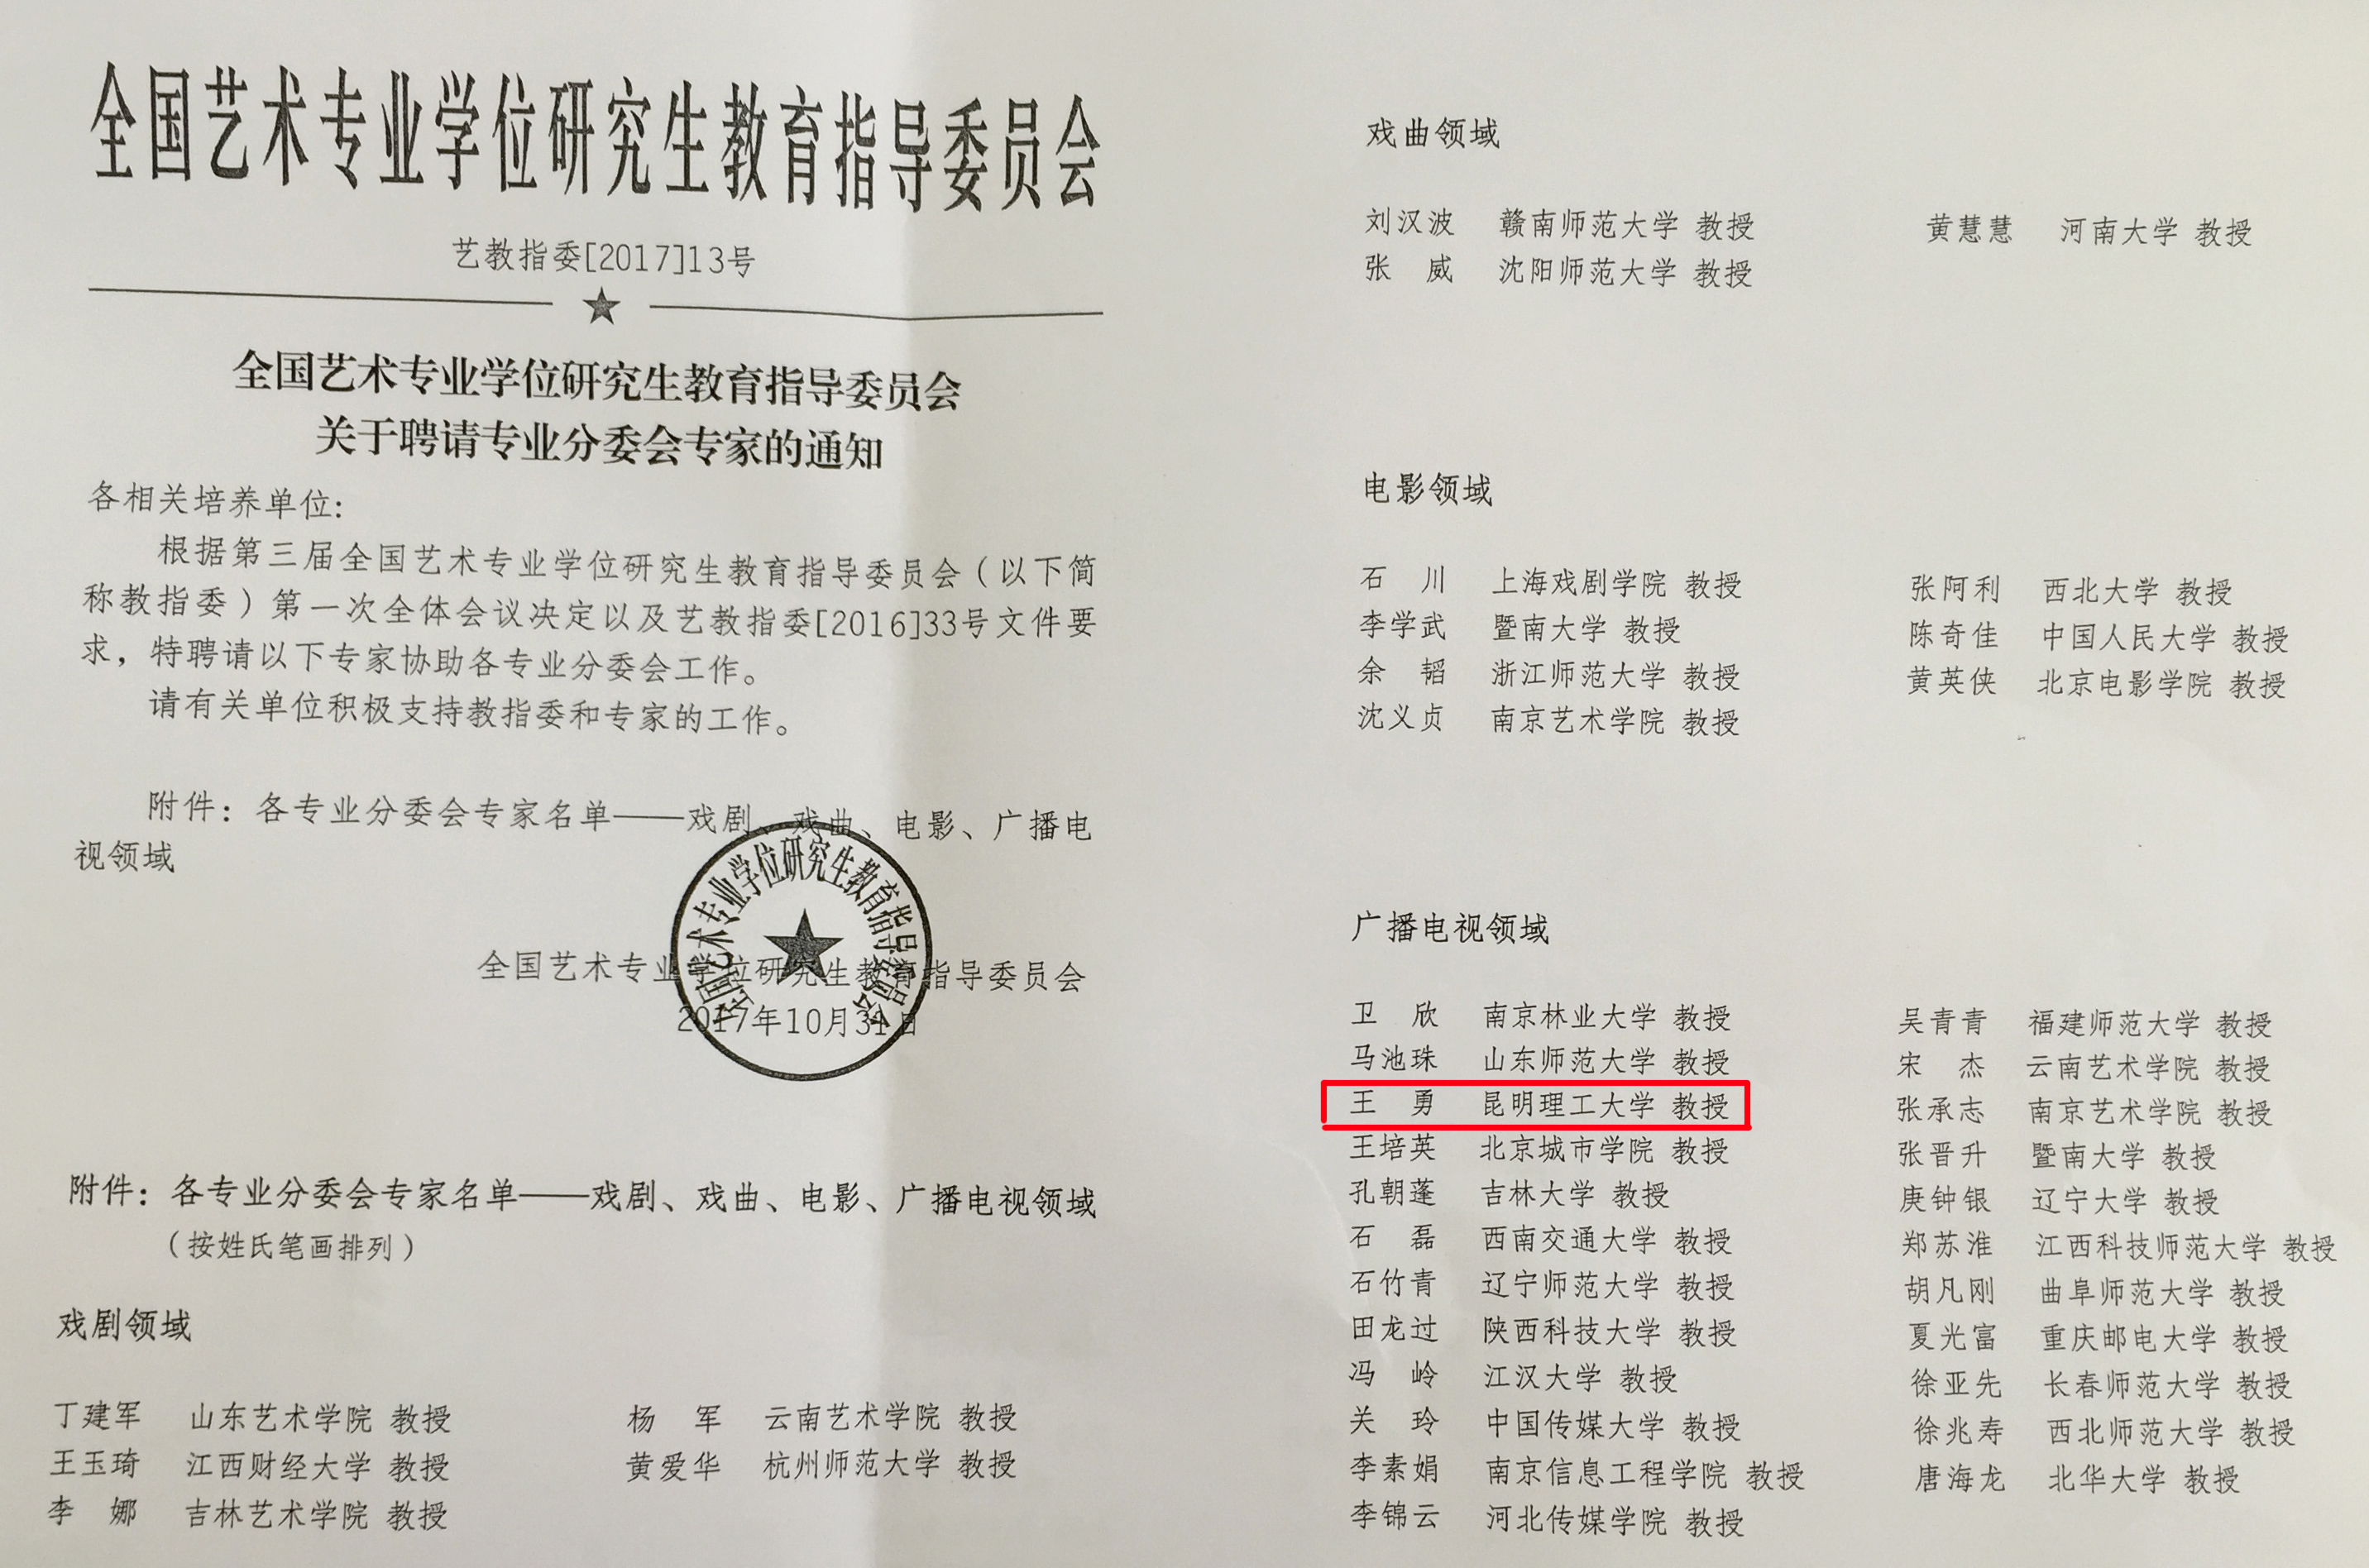 全国艺术专业学位研究生教育指导委员会
艺教指委[2017]13号
全国艺术专业学位研究生教育指导委员会
关于聘请专业分委会专家的通知
各相关培养单位:
根据第三届全国艺术专业学位研究生教育指导委员会（以下简
称教指委）第一次全体会议决定以及艺教指委[2016]33号文件要
求，特聘请以下专家协助各专业分委会工作。
请有关单位积极支持教指委和专家的工作。
附件：各专业分委会专家名单——戏剧、戏曲、电影、广播电
视领域
全国艺术专业学位研究生教育指导委员会
全国艺术专业学位研究生教育指导委员会
2017年10月31日
附件：各专业分委会专家名单——戏剧、戏曲、电影、广播电视领域
（按姓氏笔画排列）
戏剧领域
丁建军 山东艺术学院 教授 杨 军 云南艺术学院 教授
王玉琦 江西财经大学 教授 黄爱华 杭州师范大学 教授
李 娜 吉林艺术学院 教授
戏曲领域
刘汉波 赣南师范大学 教授 黄慧慧 河南大学 教授
张 威 沈阳师范大学 教授
电影领域
石 川 上海戏剧学院 教授 张阿利 西北大学 教授
李学武 暨南大学 教授 陈奇佳 中国人民大学 教授
余 韬 浙江师范大学 教授 黄英侠 北京电影学院 教授
沈义贞 南京艺术学院 教授
广播电视领域
卫 欣 南京林业大学 教授 吴青青 福建师范大学 教授
马池珠 山东师范大学 教授 宋 杰 云南艺术学院 教授
王 勇 昆明理工大学 教授 张承志 南京艺术学院 教授
王培英 北京城市学院 教授 张晋升 暨南大学 教授
孔朝蓬 吉林大学 教授 庚钟银 辽宁大学 教授
石 磊 西南交通大学 教授 郑苏淮 江西科技师范大学 教授
石竹青 辽宁师范大学 教授 胡凡刚 曲阜师范大学 教授
田龙过 陕西科技大学 教授 夏光富 重庆邮电大学 教授
冯 岭 江汉大学 教授 徐亚先 长春师范大学 教授
关 玲 中国传媒大学 教授 徐兆寿 西北师范大学 教授
李素娟 南京信息工程学院 教授 唐海龙 北华大学 教授
李锦云 河北传媒学院 教授